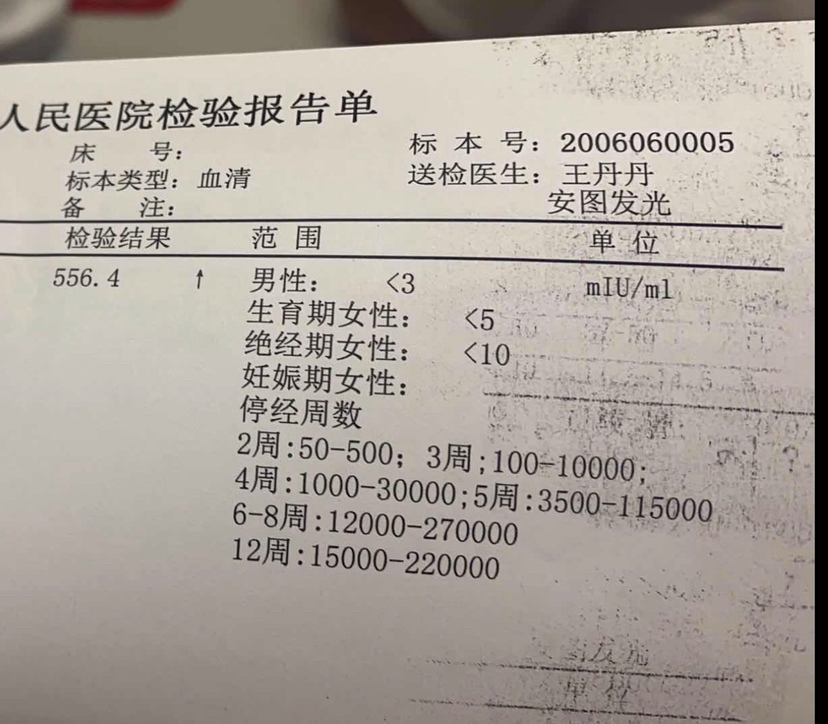 人民医院检验报告单
床 号:
标本号: 2006060005
标本类型: 血清
送检医生: 王丹丹
备 注:
安图发光
检验结果 范围 单位
556.4 ↑ 男性: <3 mIU/ml
生育期女性: <5
绝经期女性: <10
妊娠期女性:
停经周数
2周:50-500; 3周;100-10000;
4周:1000-30000;5周:3500-115000
6-8周:12000-270000
12周:15000-220000